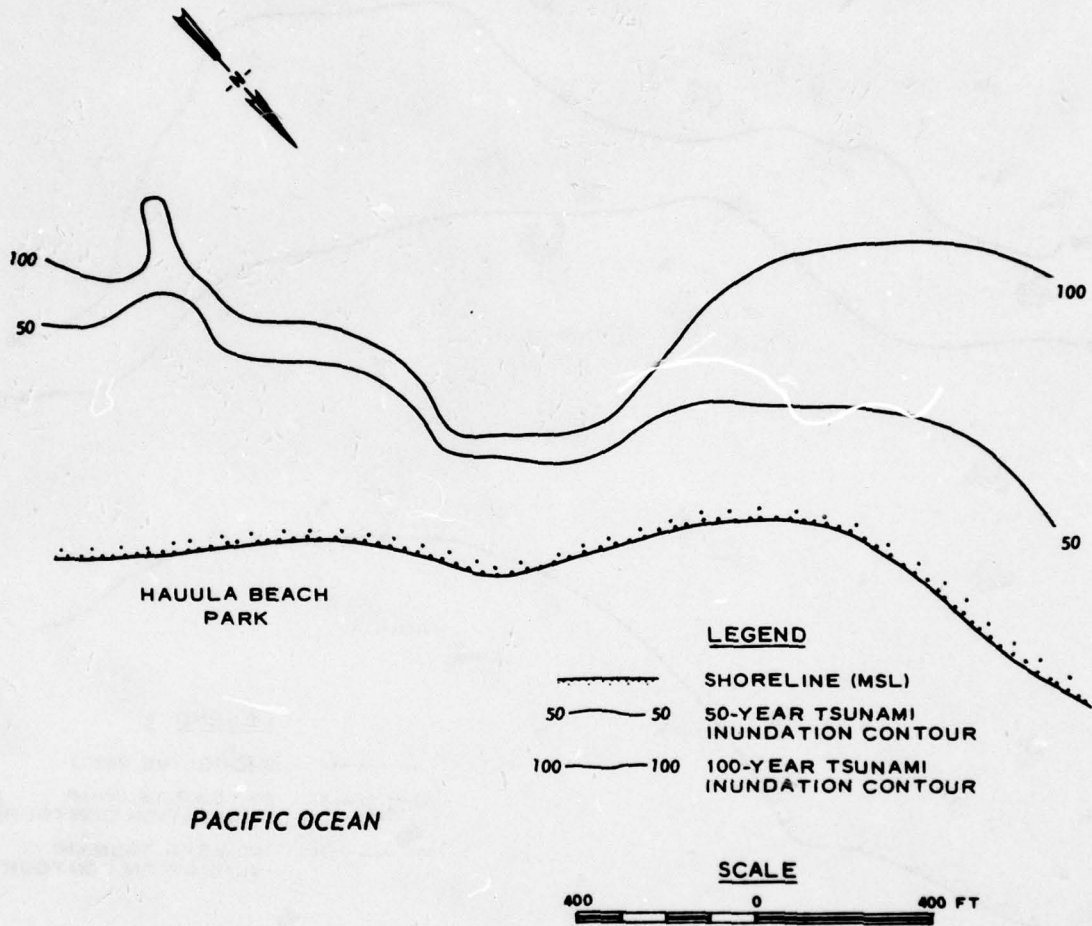 N
100
50
100
50
HAUULA BEACH
PARK
LEGEND
SHORELINE (MSL)
50 50 50-YEAR TSUNAMI
INUNDATION CONTOUR
100 100 100-YEAR TSUNAMI
INUNDATION CONTOUR
PACIFIC OCEAN
SCALE
400 0 400 FT